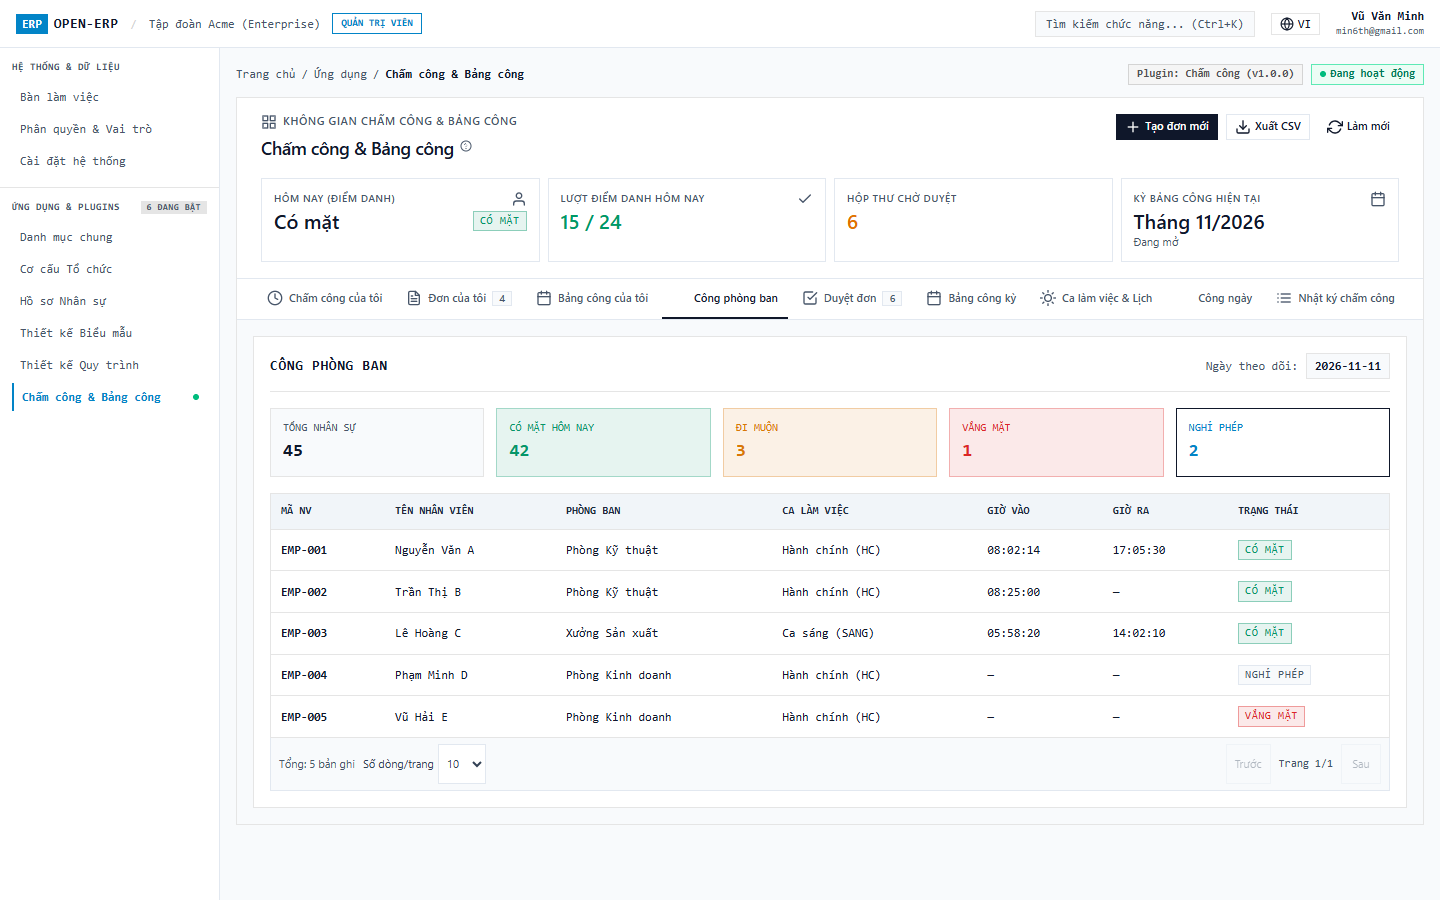 ERP OPEN-ERP / Tập đoàn Acme (Enterprise) QUẢN TRỊ VIÊN
Tìm kiếm chức năng... (Ctrl+K)
VI
Vũ Văn Minh
min6th@gmail.com
HỆ THỐNG & DỮ LIỆU
Bàn làm việc
Phân quyền & Vai trò
Cài đặt hệ thống
ỨNG DỤNG & PLUGINS 6 ĐANG BẬT
Danh mục chung
Cơ cấu Tổ chức
Hồ sơ Nhân sự
Thiết kế Biểu mẫu
Thiết kế Quy trình
Chấm công & Bảng công
Trang chủ / Ứng dụng / Chấm công & Bảng công
Plugin: Chấm công (v1.0.0) Đang hoạt động
KHÔNG GIAN CHẤM CÔNG & BẢNG CÔNG
Chấm công & Bảng công
Tạo đơn mới Xuất CSV Làm mới
HÔM NAY (ĐIỂM DANH)
Có mặt CÓ MẶT
LƯỢT ĐIỂM DANH HÔM NAY
15 / 24
HỘP THƯ CHỜ DUYỆT
6
KỲ BẢNG CÔNG HIỆN TẠI
Tháng 11/2026
Đang mở
Chấm công của tôi Đơn của tôi 4 Bảng công của tôi Công phòng ban Duyệt đơn 6 Bảng công kỳ Ca làm việc & Lịch Công ngày Nhật ký chấm công
CÔNG PHÒNG BAN
Ngày theo dõi: 2026-11-11
TỔNG NHÂN SỰ
45
CÓ MẶT HÔM NAY
42
ĐI MUỘN
3
VẮNG MẶT
1
NGHỈ PHÉP
2
MÃ NV TÊN NHÂN VIÊN PHÒNG BAN CA LÀM VIỆC GIỜ VÀO GIỜ RA TRẠNG THÁI
EMP-001 Nguyễn Văn A Phòng Kỹ thuật Hành chính (HC) 08:02:14 17:05:30 CÓ MẶT
EMP-002 Trần Thị B Phòng Kỹ thuật Hành chính (HC) 08:25:00 — CÓ MẶT
EMP-003 Lê Hoàng C Xưởng Sản xuất Ca sáng (SANG) 05:58:20 14:02:10 CÓ MẶT
EMP-004 Phạm Minh D Phòng Kinh doanh Hành chính (HC) — — NGHỈ PHÉP
EMP-005 Vũ Hải E Phòng Kinh doanh Hành chính (HC) — — VẮNG MẶT
Tổng: 5 bản ghi Số dòng/trang 10
Trước Trang 1/1 Sau